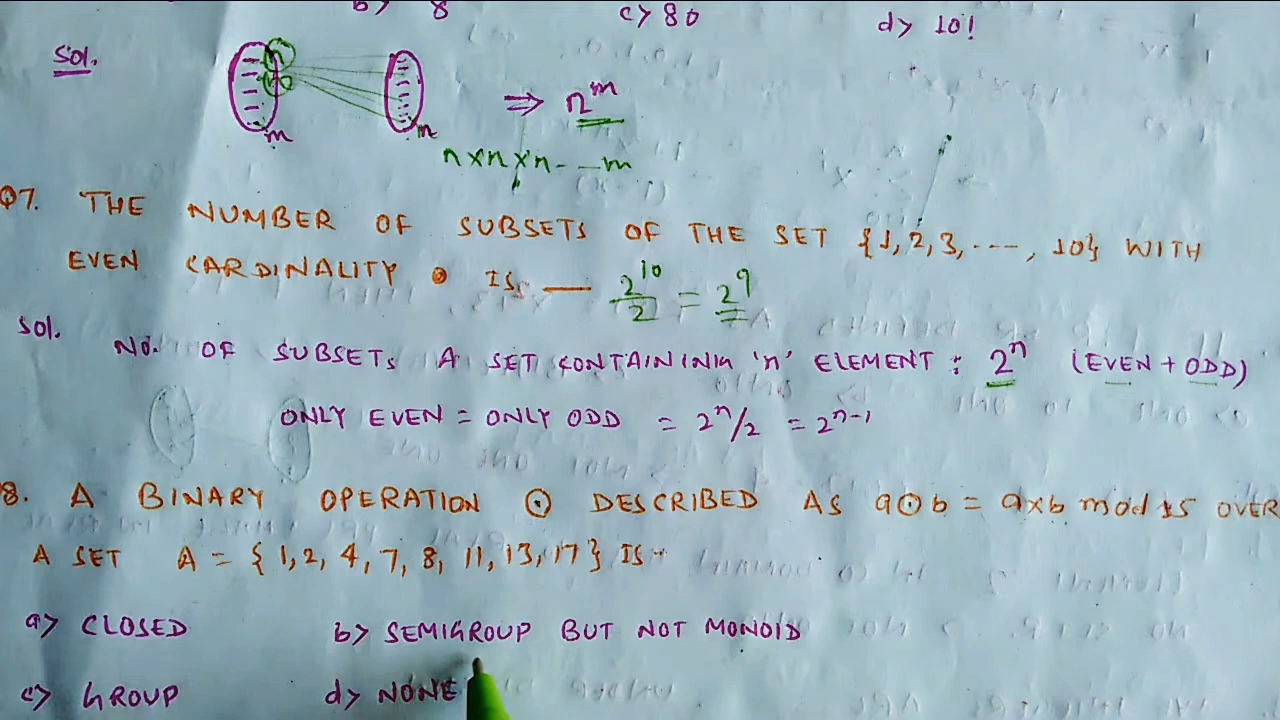 b> 8 c> 80 d> 10!
Sol.
m n ⇒ n^m
n×n×n- --m
Q7. THE NUMBER OF SUBSETS OF THE SET {1, 2, 3, ---- , 10} WITH
EVEN CARDINALITY IS — 2^10/2 = 2^9
Sol. No. OF SUBSETS A SET CONTAINING 'n' ELEMENT : 2^n (EVEN + ODD)
ONLY EVEN = ONLY ODD = 2^n/2 = 2^n-1
8. A BINARY OPERATION ⊙ DESCRIBED AS a⊙b = a×b mod 15 OVER
A SET A = { 1, 2, 4, 7, 8, 11, 13, 17 } IS -
a> CLOSED b> SEMIGROUP BUT NOT MONOID
c> GROUP d> NONE